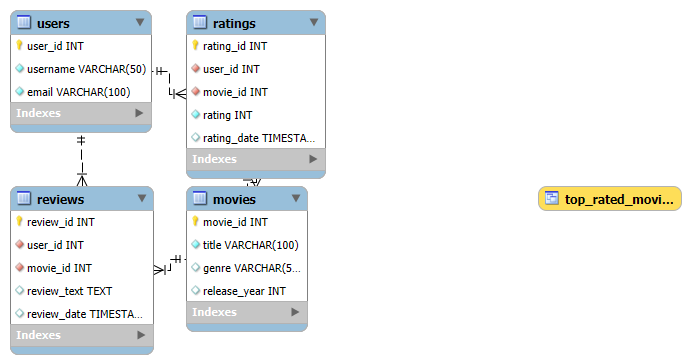 users
user_id INT
username VARCHAR(50)
email VARCHAR(100)
Indexes
ratings
rating_id INT
user_id INT
movie_id INT
rating INT
rating_date TIMESTA...
Indexes
reviews
review_id INT
user_id INT
movie_id INT
review_text TEXT
review_date TIMESTA...
Indexes
movies
movie_id INT
title VARCHAR(100)
genre VARCHAR(5...
release_year INT
Indexes
top_rated_movi...